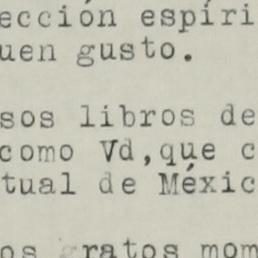 ección espíri
uen gusto.
sos libros de
como Vd,que c
tual de Méxic
os gratos mom